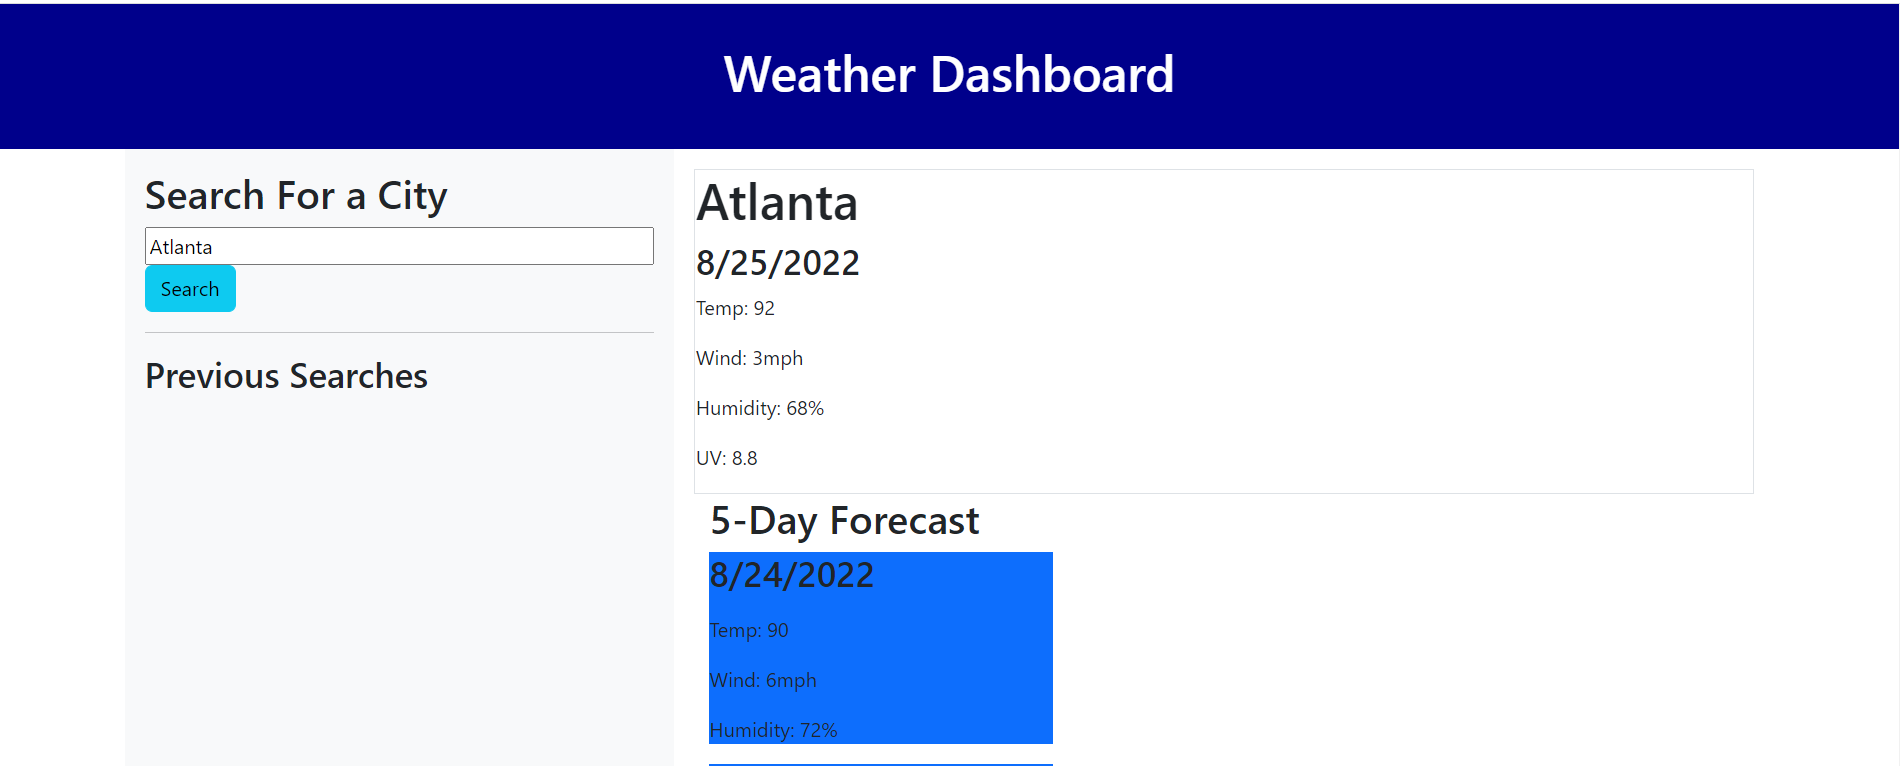 Weather Dashboard
Search For a City
Atlanta
Search
Previous Searches
Atlanta
8/25/2022
Temp: 92
Wind: 3mph
Humidity: 68%
UV: 8.8
5-Day Forecast
8/24/2022
Temp: 90
Wind: 6mph
Humidity: 72%